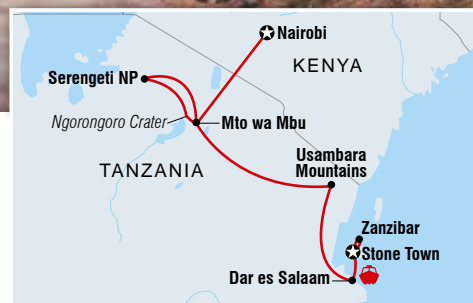 Nairobi
KENYA
Serengeti NP
Ngorongoro Crater
Mto wa Mbu
TANZANIA
Usambara
Mountains
Zanzibar
Stone Town
Dar es Salaam